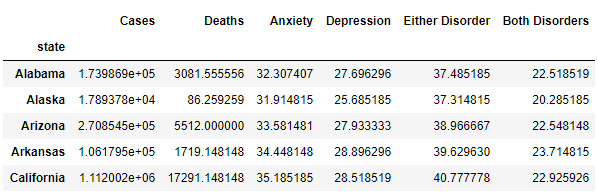 Cases Deaths Anxiety Depression Either Disorder Both Disorders
state
Alabama 1.739869e+05 3081.555556 32.307407 27.696296 37.485185 22.518519
Alaska 1.789378e+04 86.259259 31.914815 25.685185 37.314815 20.285185
Arizona 2.708545e+05 5512.000000 33.581481 27.933333 38.966667 22.548148
Arkansas 1.061795e+05 1719.148148 34.448148 28.896296 39.629630 23.714815
California 1.112002e+06 17291.148148 35.185185 28.518519 40.777778 22.925926